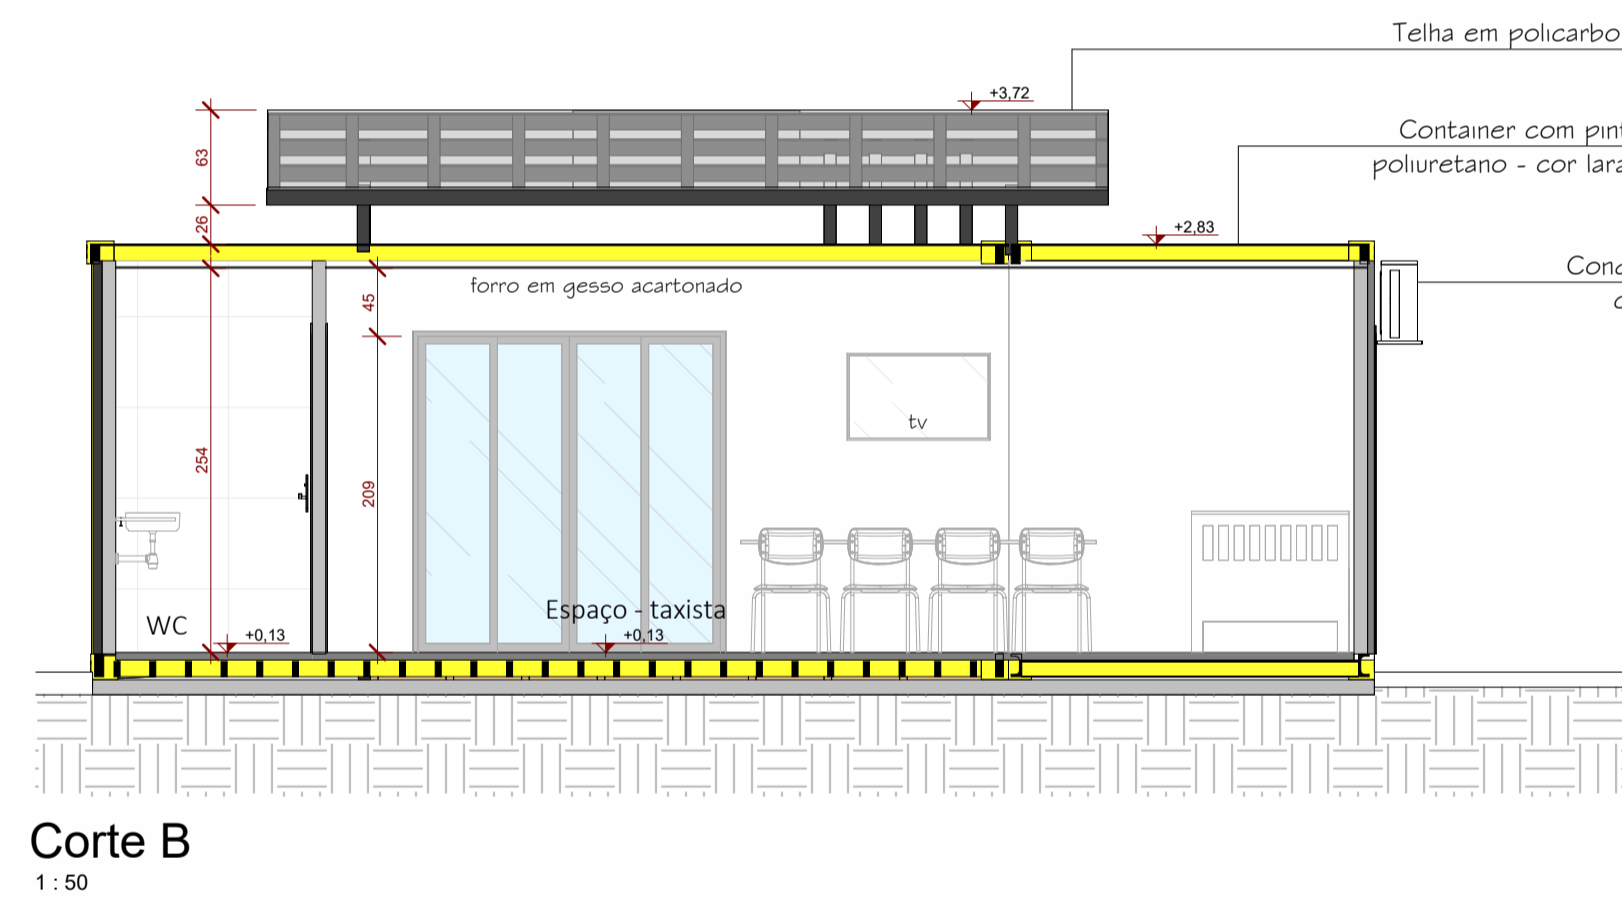 Telha em policarbo
+3,72
Container com pint
poliuretano - cor lara
63
26
+2,83
Cond
forro em gesso acartonado
45
tv
254
209
Espaço - taxista
WC
+0,13
+0,13
Corte B
1 : 50